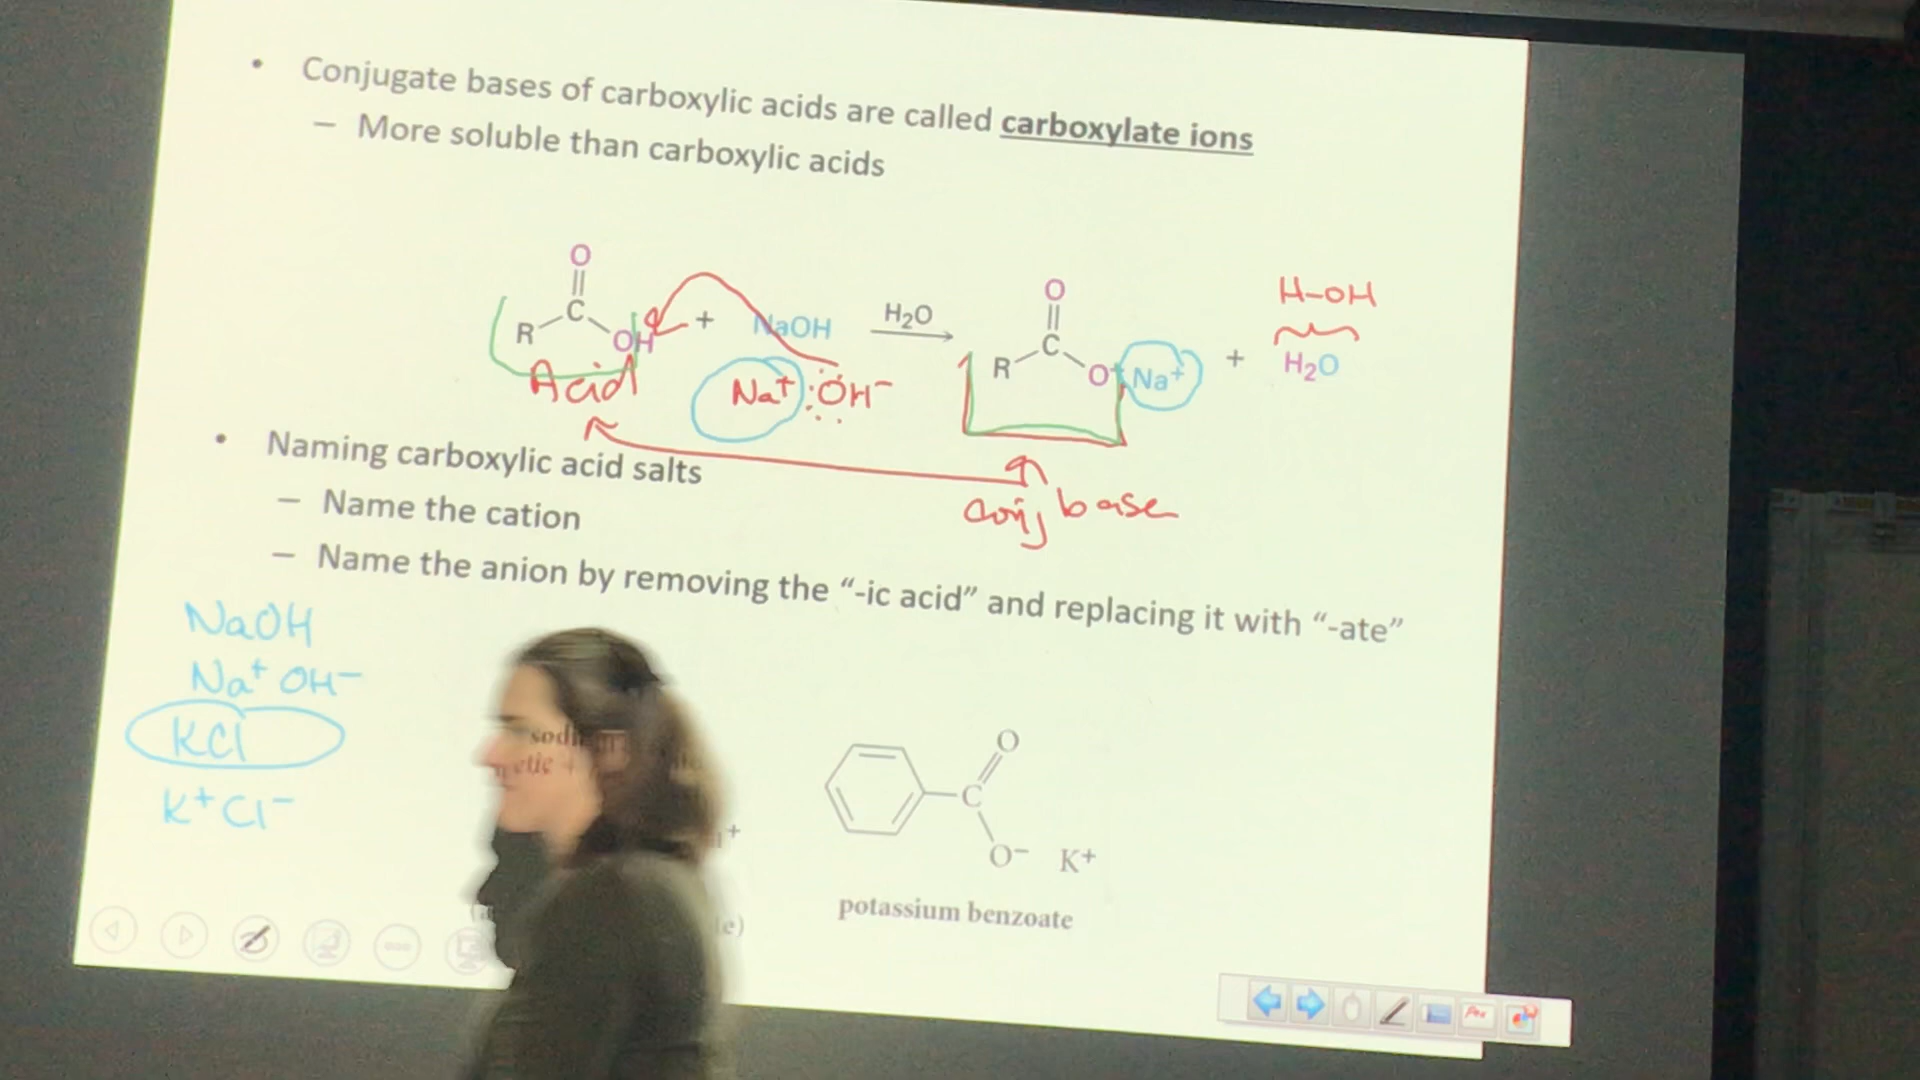 • Conjugate bases of carboxylic acids are called carboxylate ions
– More soluble than carboxylic acids
O
||
R C OH + NaOH H₂O R C O
O
||
Na⁺ + H₂O
H-OH
Acid
Na⁺ :ÖH⁻
conj base
• Naming carboxylic acid salts
– Name the cation
– Name the anion by removing the “-ic acid” and replacing it with “-ate”
NaOH
Na⁺ OH⁻
KCl
K⁺Cl⁻
O
C
O⁻ K⁺
potassium benzoate